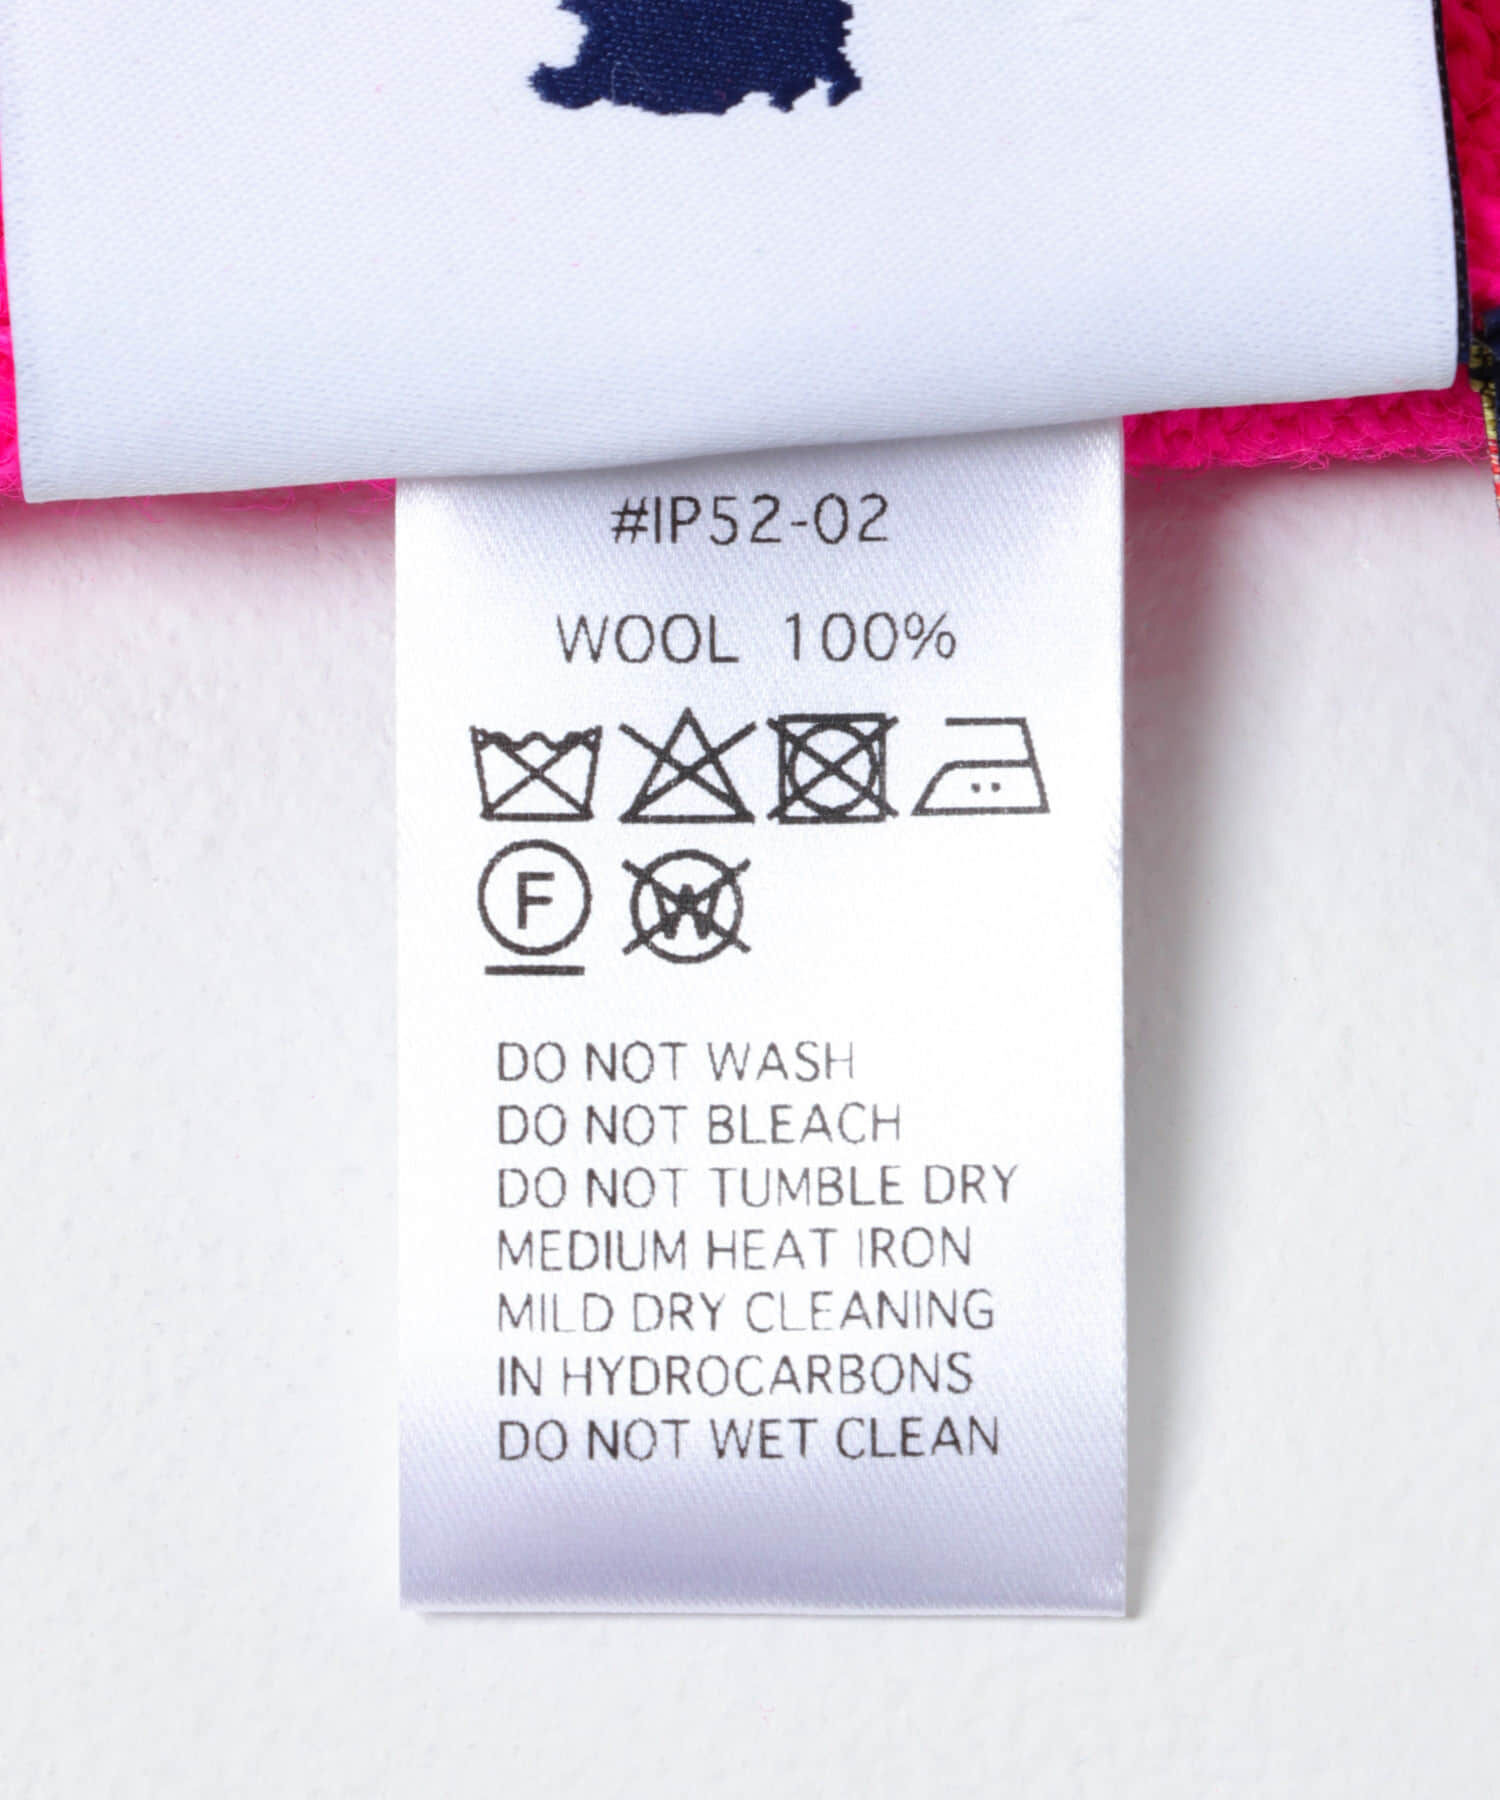 #IP52-02
WOOL 100%
F W
DO NOT WASH
DO NOT BLEACH
DO NOT TUMBLE DRY
MEDIUM HEAT IRON
MILD DRY CLEANING
IN HYDROCARBONS
DO NOT WET CLEAN